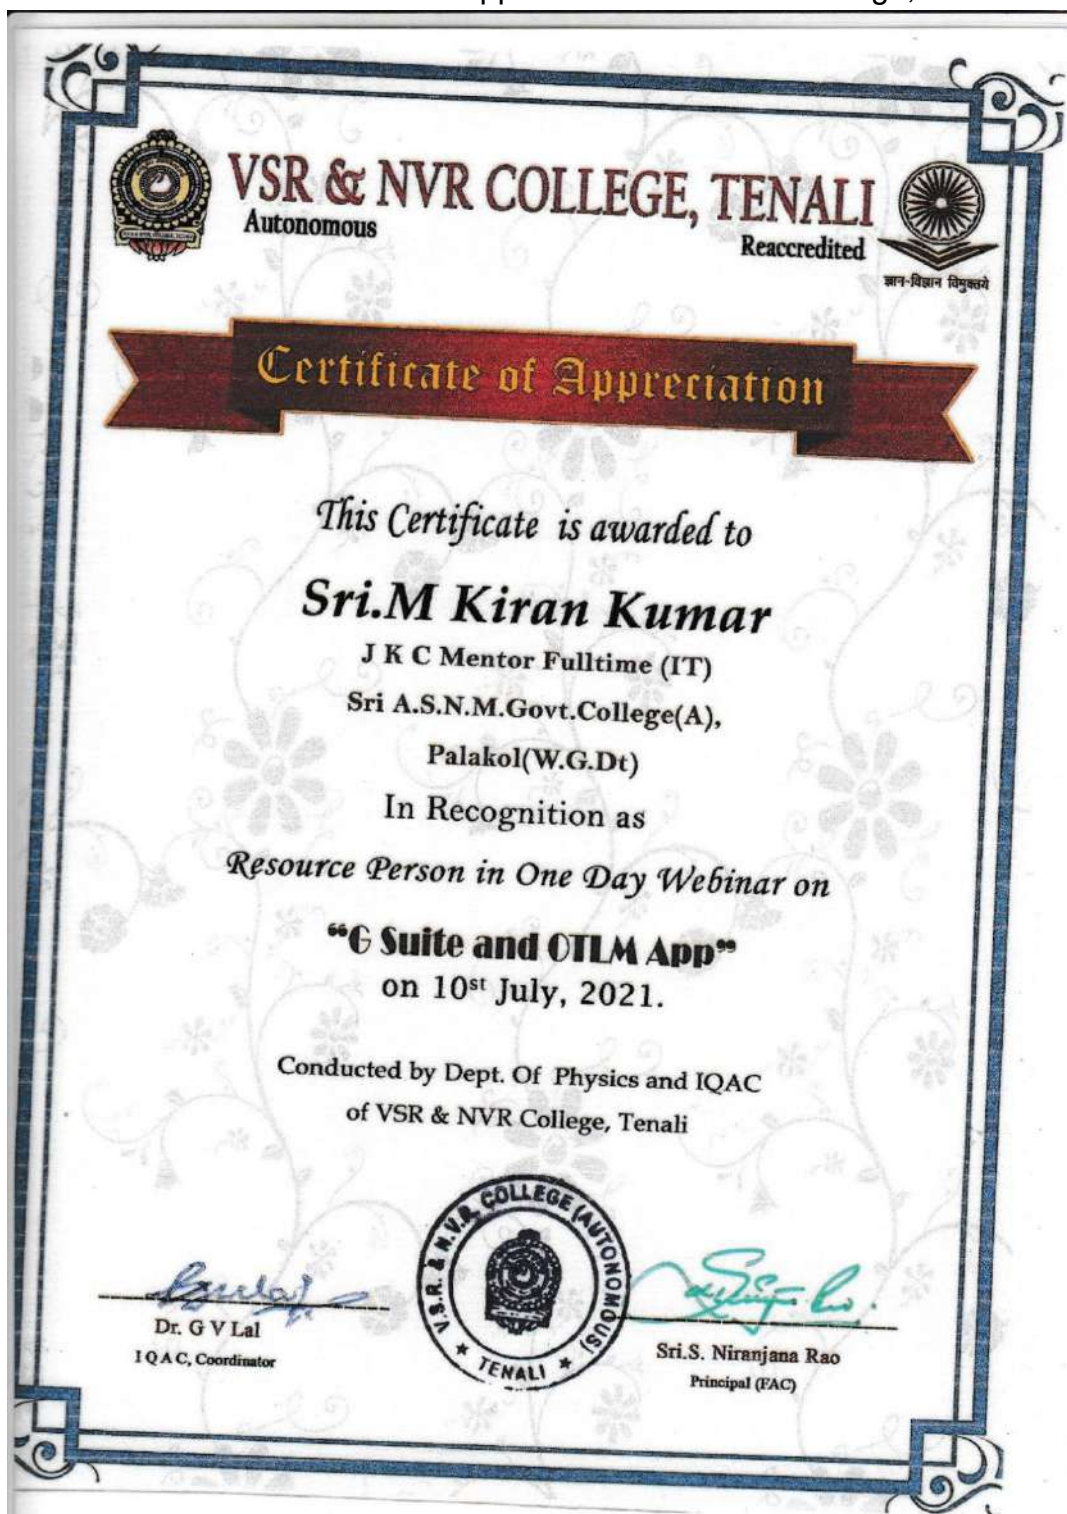 VSR & NVR COLLEGE, TENALI
Autonomous
Reaccredited
ज्ञान-विज्ञान विमुक्तये
Certificate of Appreciation
This Certificate is awarded to
Sri.M Kiran Kumar
J K C Mentor Fulltime (IT)
Sri A.S.N.M.Govt.College(A),
Palakol(W.G.Dt)
In Recognition as
Resource Person in One Day Webinar on
“G Suite and OTLM App”
on 10st July, 2021.
Conducted by Dept. Of Physics and IQAC
of VSR & NVR College, Tenali
V.S.R. & N.V.R. COLLEGE (AUTONOMOUS)
★ TENALI ★
Dr. G V Lal
I Q A C, Coordinator
Sri.S. Niranjana Rao
Principal (FAC)